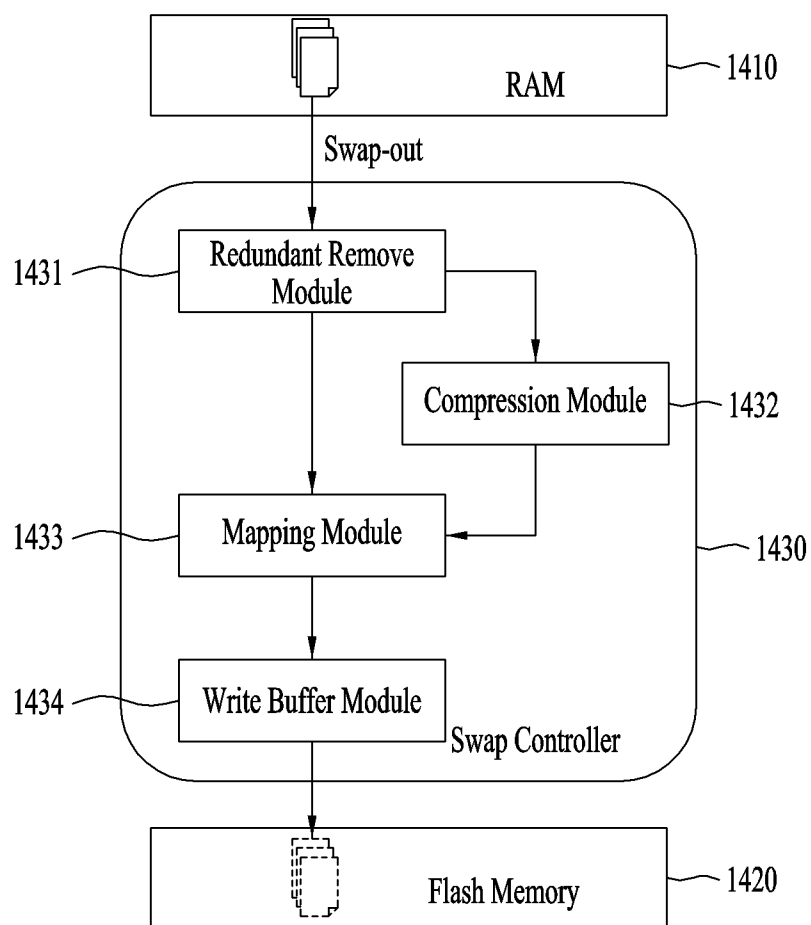 RAM
1410
Swap-out
1431
Redundant Remove
Module
Compression Module
1432
1433
Mapping Module
1430
1434
Write Buffer Module
Swap Controller
Flash Memory
1420